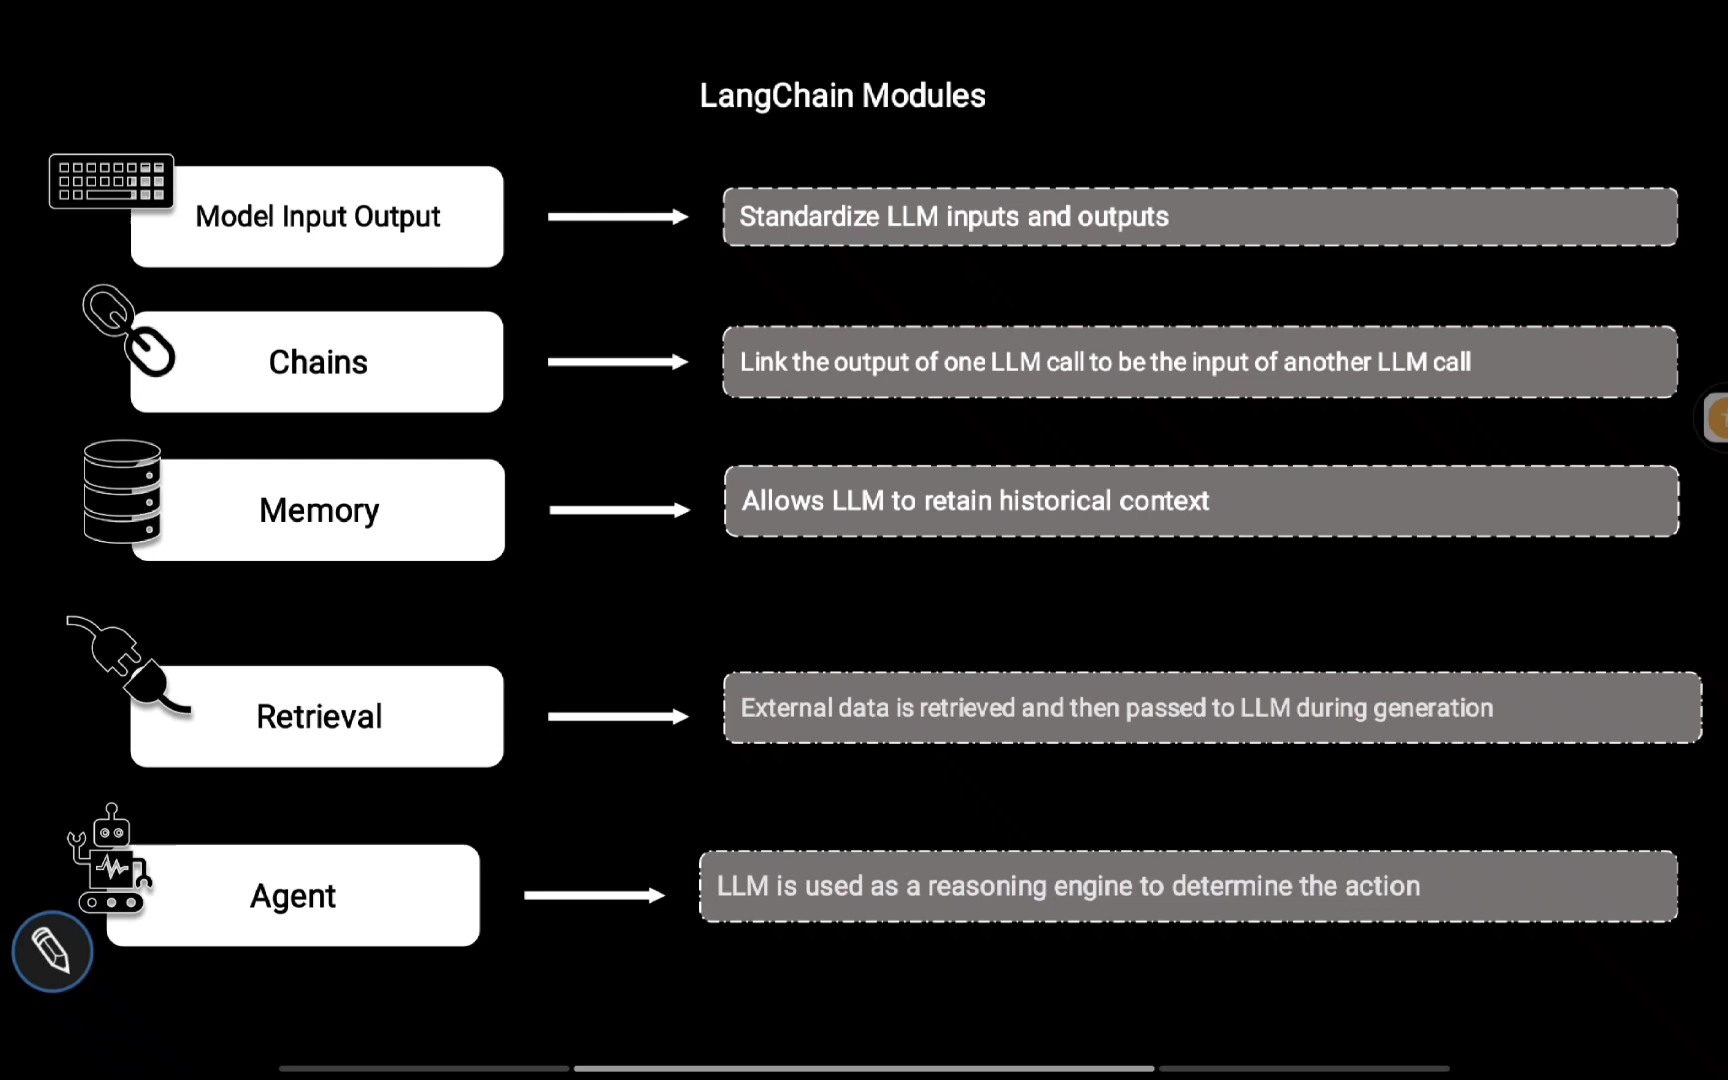 LangChain Modules
Model Input Output
Standardize LLM inputs and outputs
Chains
Link the output of one LLM call to be the input of another LLM call
Memory
Allows LLM to retain historical context
Retrieval
External data is retrieved and then passed to LLM during generation
Agent
LLM is used as a reasoning engine to determine the action